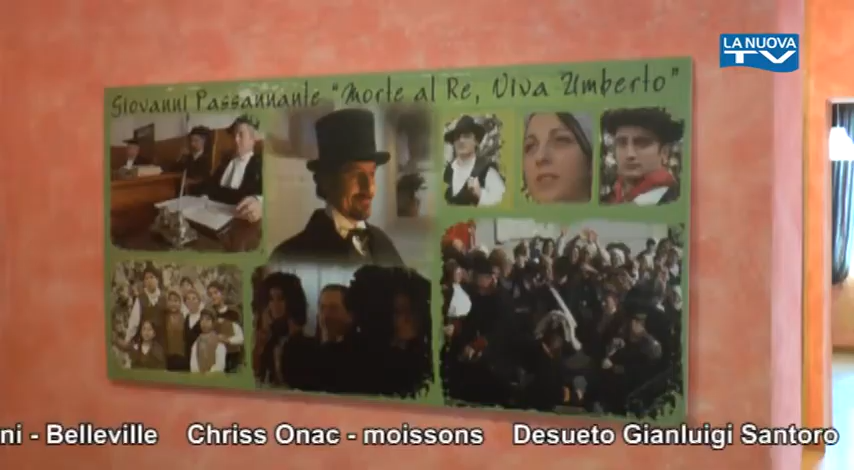 LA NUOVA
TV
Giovanni Passannante "Morte al Re, Viva Umberto"
ni - Belleville Chriss Onac - moissons Desueto Gianluigi Santoro